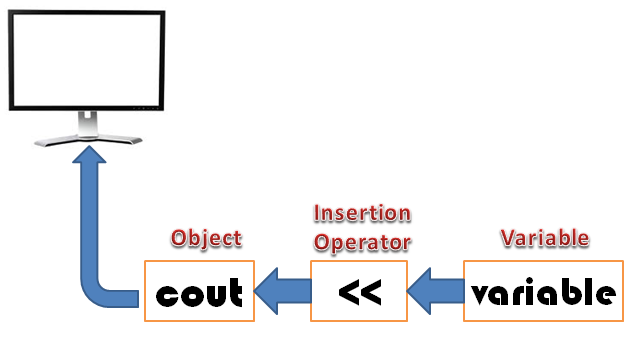 Object
Insertion
Operator
Variable
cout
<<
variable